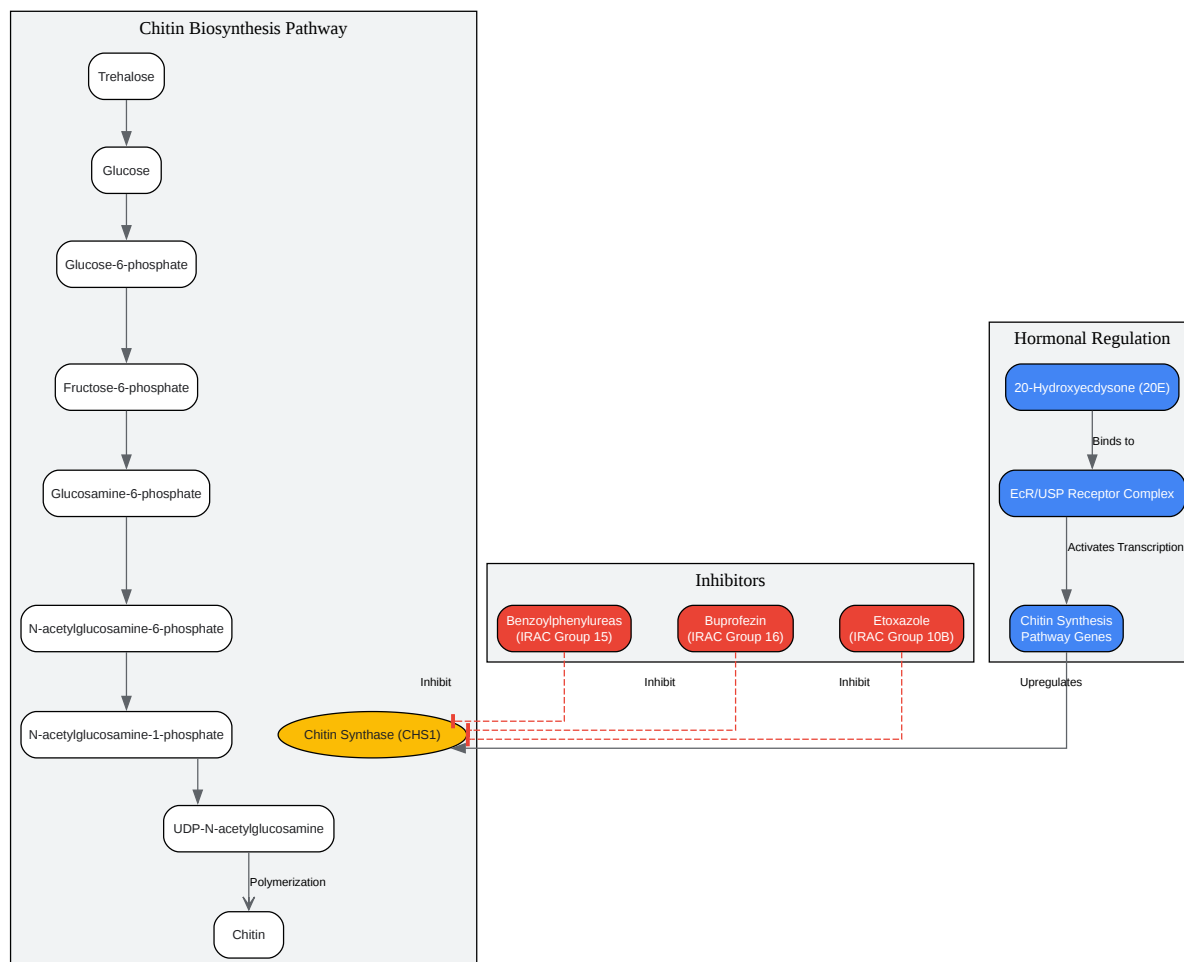 Chitin Biosynthesis Pathway
Trehalose
Glucose
Glucose-6-phosphate
Fructose-6-phosphate
Glucosamine-6-phosphate
N-acetylglucosamine-6-phosphate
N-acetylglucosamine-1-phosphate
UDP-N-acetylglucosamine
Polymerization
Chitin
Chitin Synthase (CHS1)
Inhibitors
Benzoylphenylureas
(IRAC Group 15)
Buprofezin
(IRAC Group 16)
Etoxazole
(IRAC Group 10B)
Inhibit
Inhibit
Inhibit
Hormonal Regulation
20-Hydroxyecdysone (20E)
Binds to
EcR/USP Receptor Complex
Activates Transcription
Chitin Synthesis
Pathway Genes
Upregulates